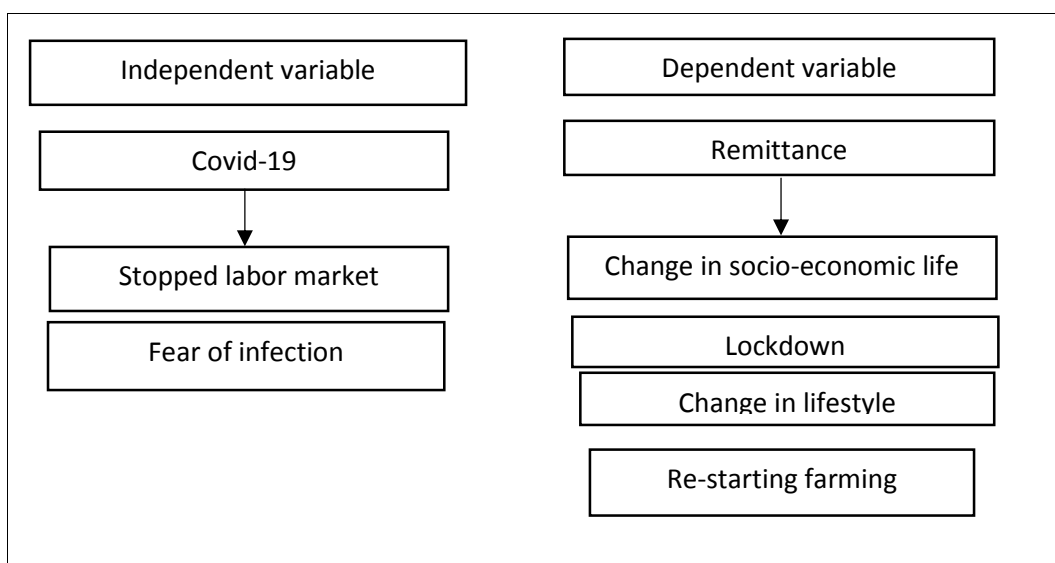 Independent variable
Covid-19
Stopped labor market
Fear of infection
Dependent variable
Remittance
Change in socio-economic life
Lockdown
Change in lifestyle
Re-starting farming